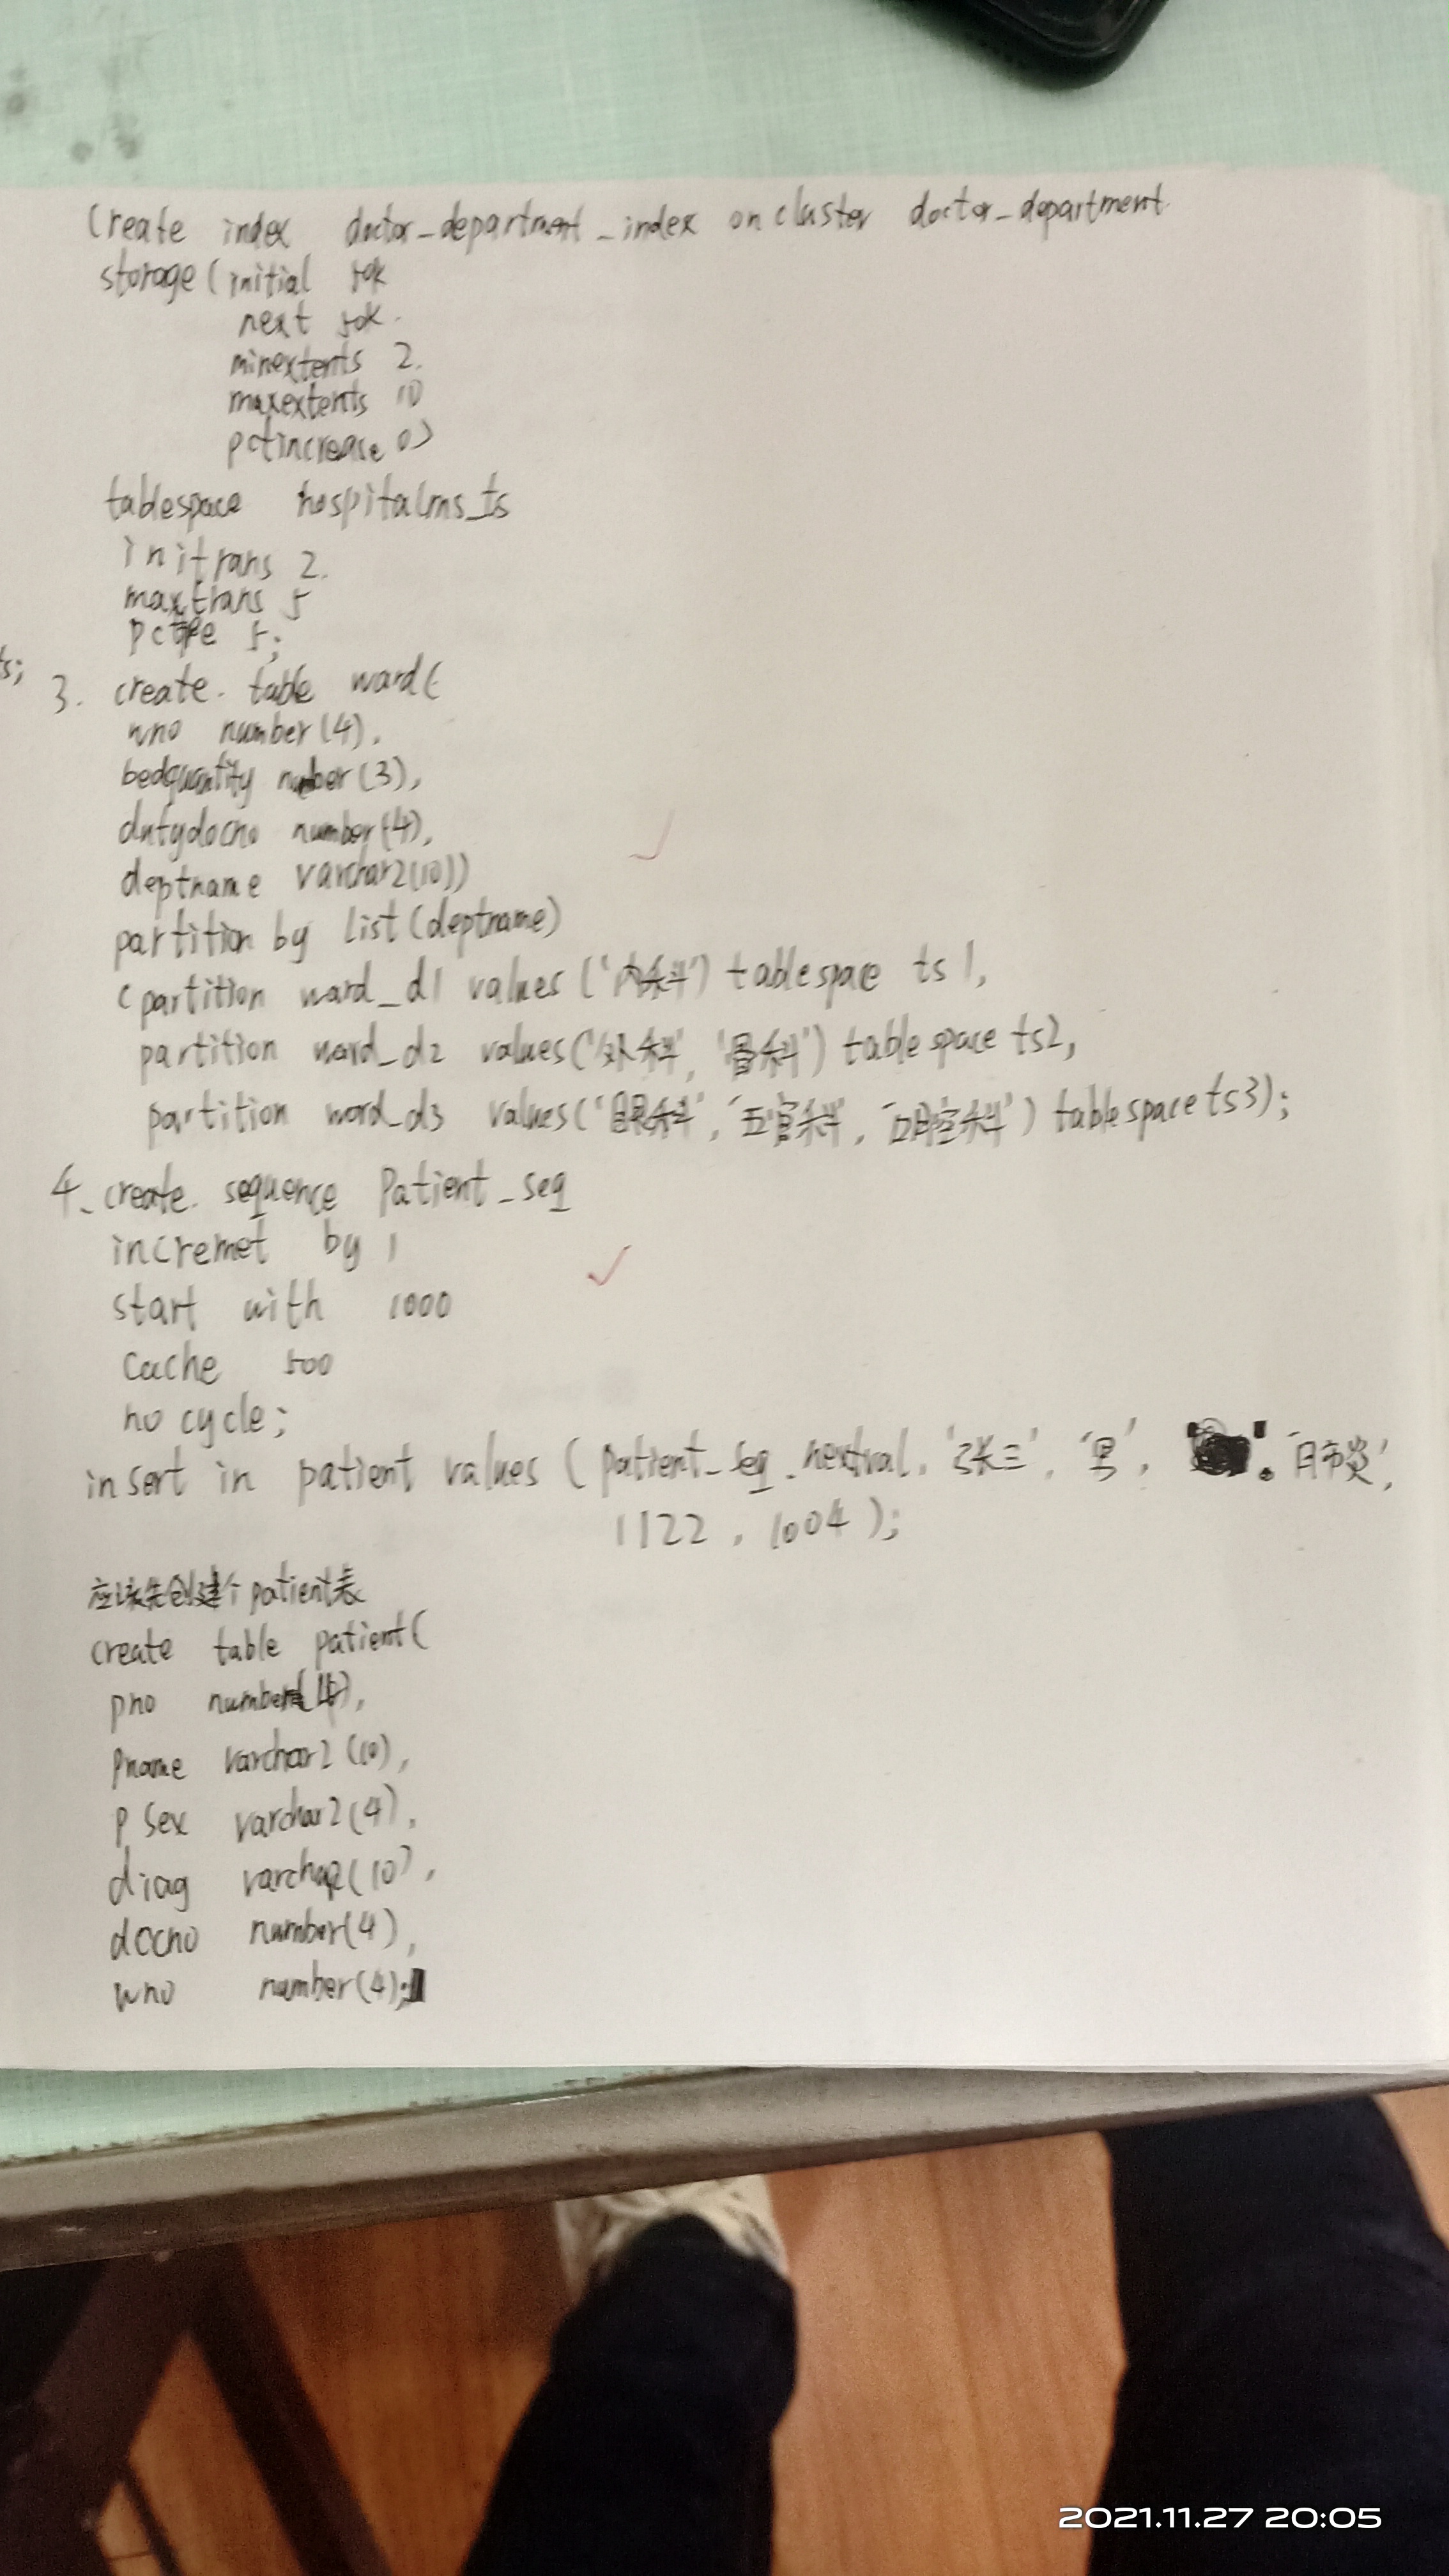 Create index doctor_department_index on cluster doctor_department
storage(initial 50k
next 50k
minextents 2
maxextents 10
pctincrease 0)
tablespace hospitalms_ts
initrans 2
maxtrans 5
5;
ts;
3. create table ward(
wno number(4),
bedquantity number(3),
dutydocno number(4),
deptname varchar2(10))
partition by list(deptname)
(partition ward_d1 values ('内科') tablespace ts1,
partition ward_d2 values('外科', '骨科') tablespace ts2,
partition ward_d3 values('眼科', '五官科', '口腔科') tablespace ts3);
4. create sequence Patient_seq
incremet by 1
start with 1000
cache 500
no cycle;
insert in patient values (patient_seq.nextval, '张三', '男', '肺炎',
1122, 1004);
应该先创建个patient表
create table patient(
pno number(4),
Pname varchar2(10),
psex varchar2(4),
diag varchar2(10),
docno number(4),
wno number(4);
2021.11.27 20:05